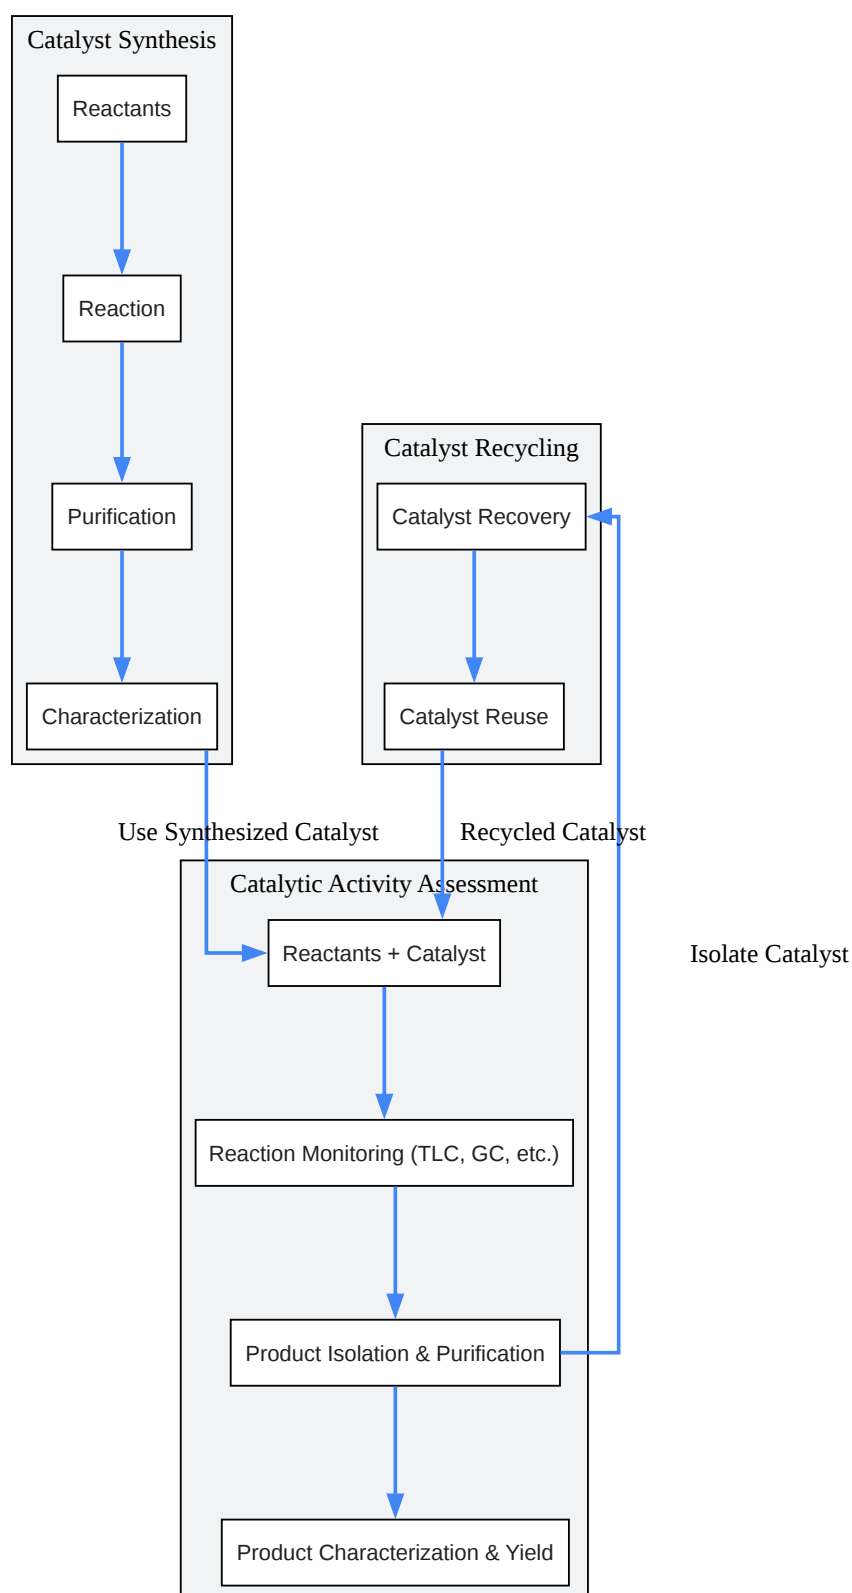 Catalyst Synthesis
Reactants
Reaction
Purification
Characterization
Catalyst Recycling
Catalyst Recovery
Catalyst Reuse
Use Synthesized Catalyst
Recycled Catalyst
Isolate Catalyst
Catalytic Activity Assessment
Reactants + Catalyst
Reaction Monitoring (TLC, GC, etc.)
Product Isolation & Purification
Product Characterization & Yield